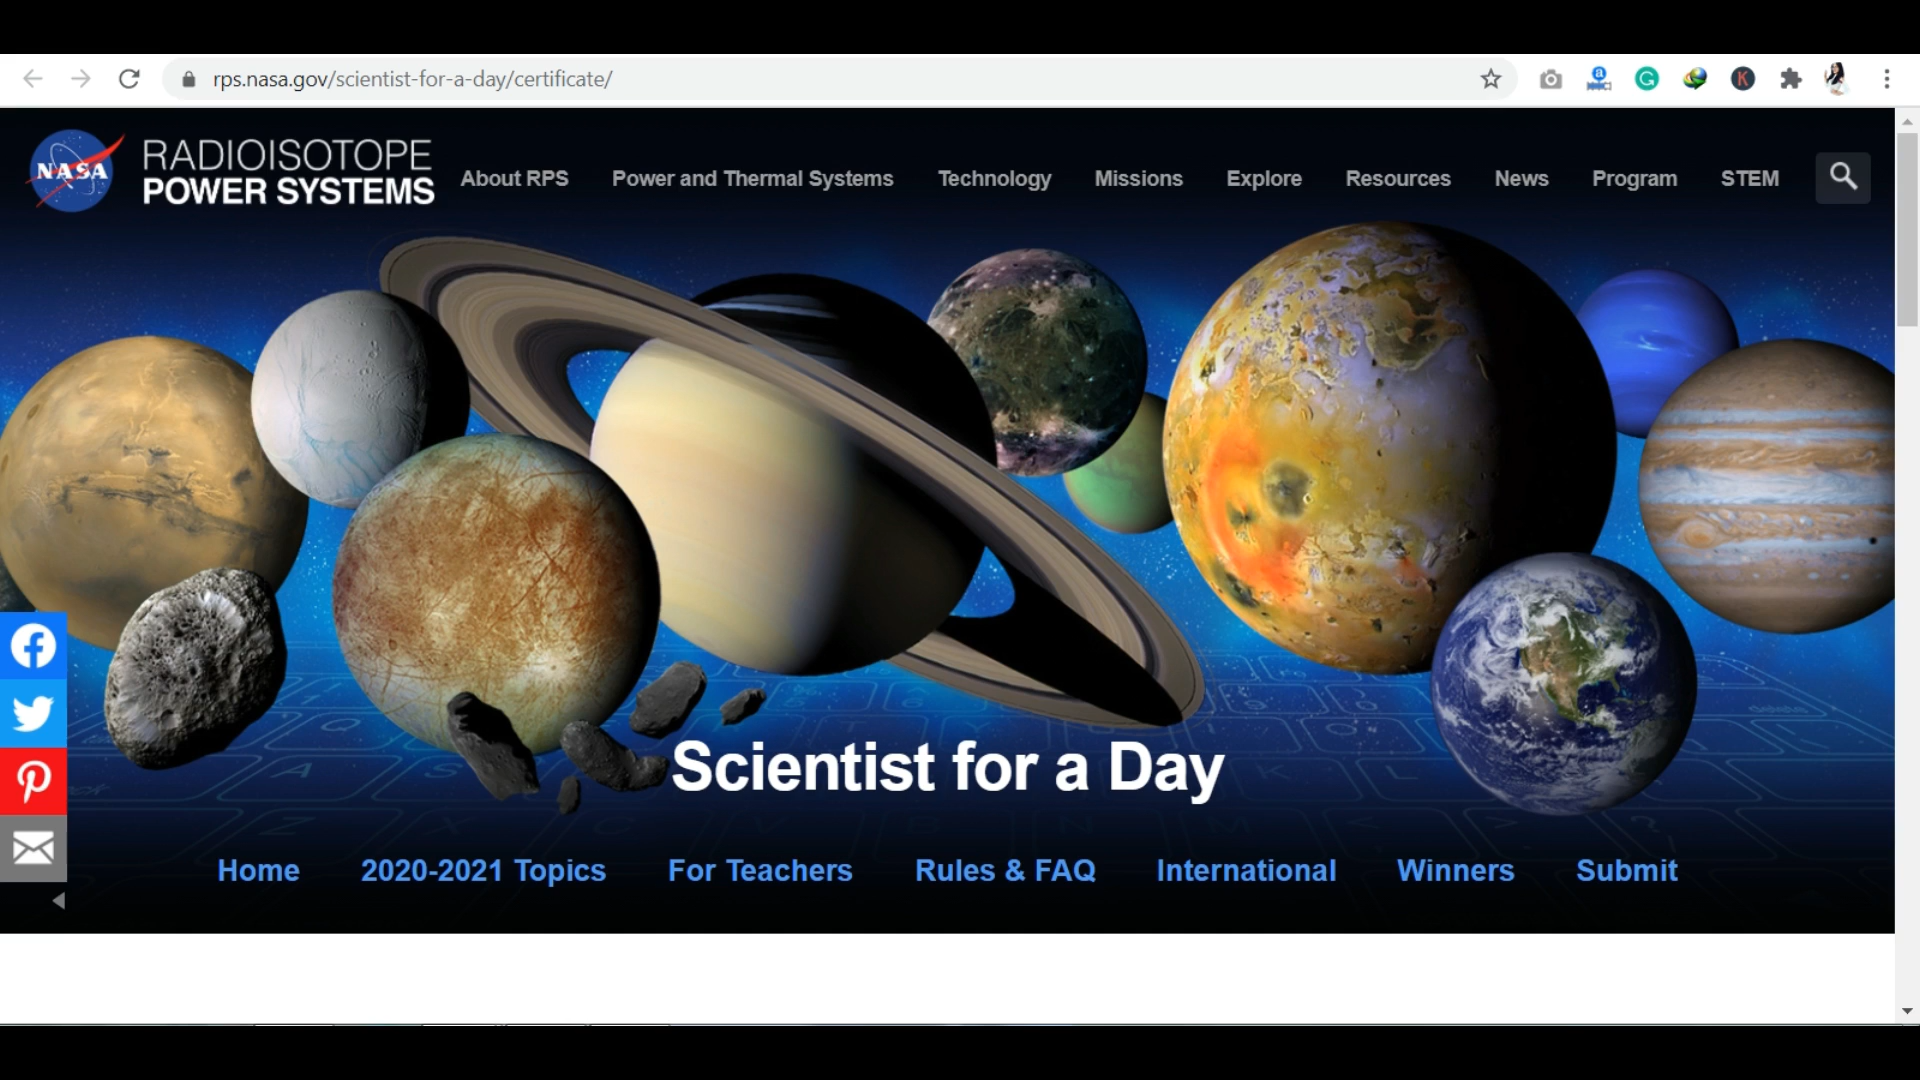 rps.nasa.gov/scientist-for-a-day/certificate/
NASA
RADIOISOTOPE
POWER SYSTEMS
About RPS Power and Thermal Systems Technology Missions Explore Resources News Program STEM
Scientist for a Day
Home 2020-2021 Topics For Teachers Rules & FAQ International Winners Submit